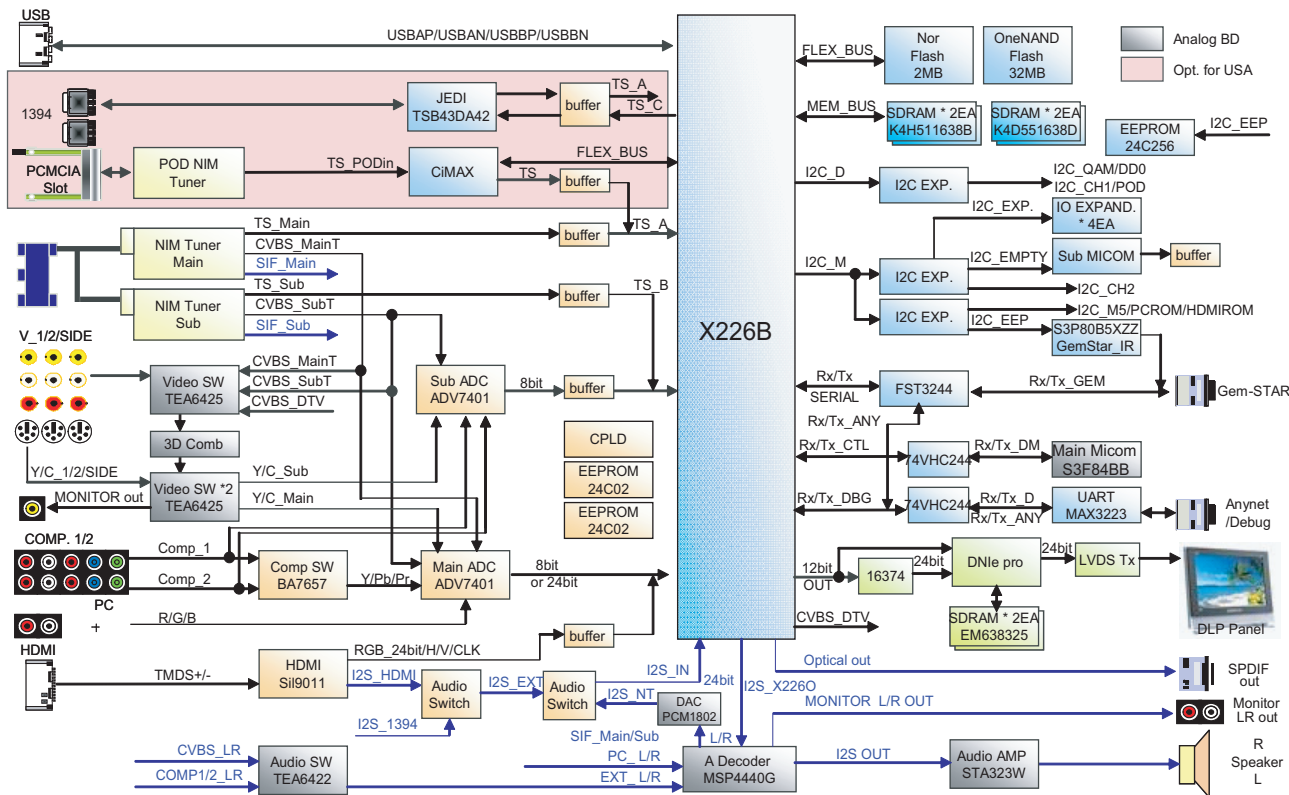 USB
USBAP/USBAN/USBBP/USBBN
FLEX_BUS
Nor
Flash
2MB
OneNAND
Flash
32MB
Analog BD
Opt. for USA
1394
JEDI
TSB43DA42
buffer
TS_A
TS_C
MEM_BUS
SDRAM * 2EA
K4H511638B
SDRAM * 2EA
K4D551638D
EEPROM
24C256
I2C_EEP
PCMCIA
Slot
POD NIM
Tuner
TS_PODin
CiMAX
FLEX_BUS
TS
buffer
I2C_D
I2C EXP.
I2C_QAM/DD0
I2C_CH1/POD
TS_Main
CVBS_MainT
SIF_Main
NIM Tuner
Main
buffer
TS_A
I2C_EXP.
IO EXPAND.
* 4EA
I2C_M
I2C EXP.
I2C_EMPTY
Sub MICOM
buffer
I2C_CH2
TS_Sub
CVBS_SubT
SIF_Sub
NIM Tuner
Sub
buffer
TS_B
I2C EXP.
I2C_M5/PCROM/HDMIROM
I2C_EEP
S3P80B5XZZ
GemStar_IR
X226B
V_1/2/SIDE
Video SW
TEA6425
CVBS_MainT
CVBS_SubT
CVBS_DTV
Sub ADC
ADV7401
8bit
buffer
Rx/Tx
SERIAL
FST3244
Rx/Tx_GEM
Gem-STAR
Rx/Tx_ANY
3D Comb
CPLD
EEPROM
24C02
EEPROM
24C02
Rx/Tx_CTL
74VHC244
Rx/Tx_DM
Main Micom
S3F84BB
Y/C_1/2/SIDE
Video SW *2
TEA6425
Y/C_Sub
Y/C_Main
MONITOR out
Rx/Tx_DBG
74VHC244
Rx/Tx_D
Rx/Tx_ANY
UART
MAX3223
Anynet
/Debug
COMP. 1/2
Comp_1
Comp_2
Comp SW
BA7657
Y/Pb/Pr
Main ADC
ADV7401
8bit
or 24bit
12bit
OUT
16374
24bit
DNIe pro
24bit
LVDS Tx
DLP Panel
SDRAM * 2EA
EM638325
PC
+
R/G/B
CVBS_DTV
HDMI
TMDS+/-
HDMI
SiI9011
RGB_24bit/H/V/CLK
buffer
I2S_HDMI
Audio
Switch
I2S_EXT
Audio
Switch
I2S_IN
24bit
I2S_NT
DAC
PCM1802
I2S_X226O
Optical out
SPDIF
out
I2S_1394
MONITOR L/R OUT
Monitor
LR out
SIF_Main/Sub
L/R
CVBS_LR
COMP1/2_LR
Audio SW
TEA6422
PC_L/R
EXT_ L/R
A Decoder
MSP4440G
I2S OUT
Audio AMP
STA323W
R
Speaker
L